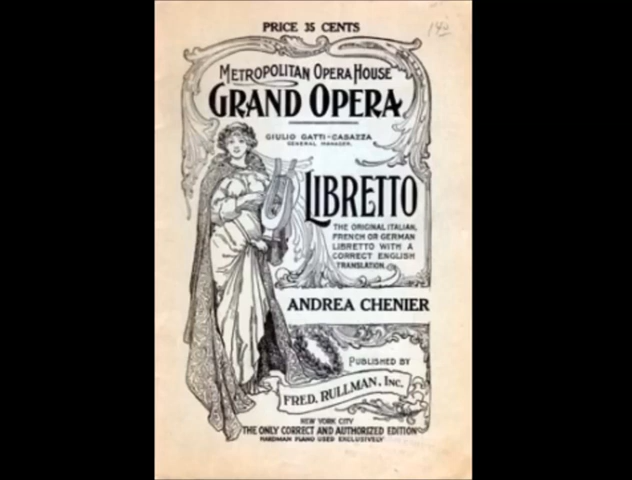 PRICE 35 CENTS
METROPOLITAN OPERA HOUSE
GRAND OPERA
GIULIO GATTI-CASAZZA
GENERAL MANAGER.
LIBRETTO
THE ORIGINAL ITALIAN,
FRENCH OR GERMAN
LIBRETTO WITH A
CORRECT ENGLISH
TRANSLATION.
ANDREA CHENIER
PUBLISHED BY
FRED. RULLMAN, INC.
NEW YORK CITY
THE ONLY CORRECT AND AUTHORIZED EDITION
HARDMAN PIANO USED EXCLUSIVELY